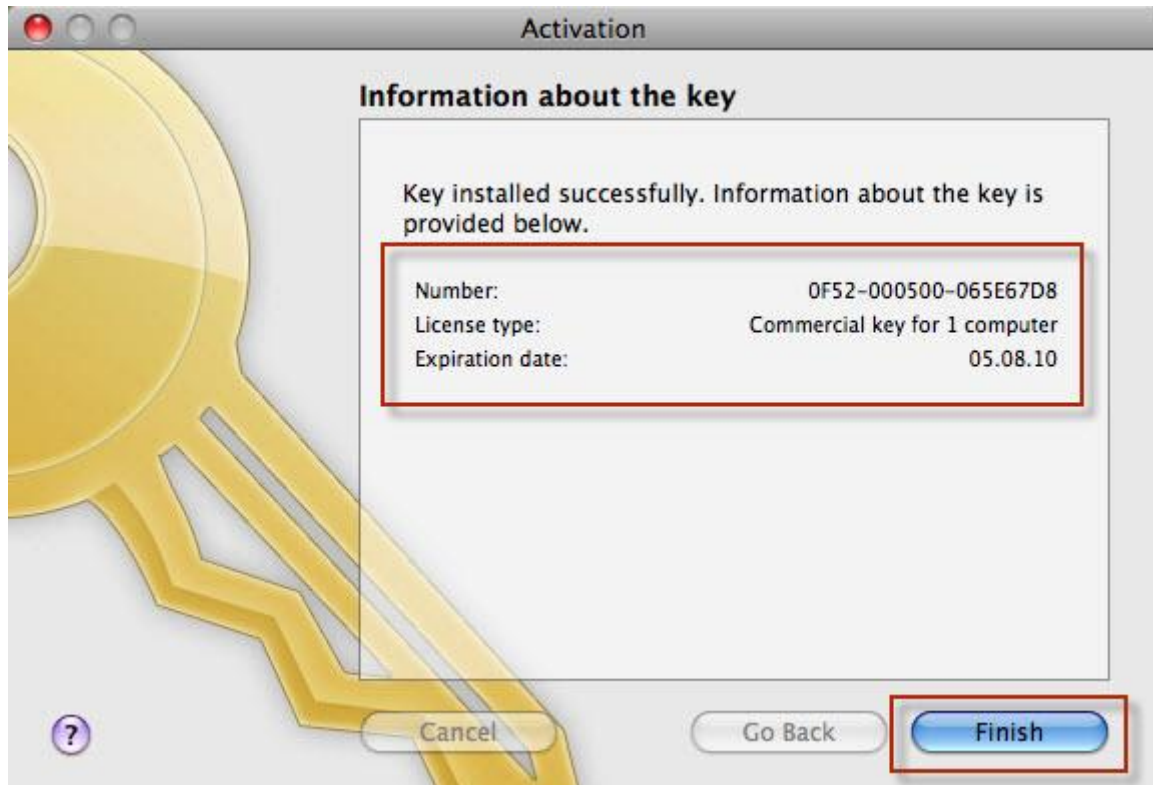 Activation
Information about the key
Key installed successfully. Information about the key is
provided below.
Number: 0F52-000500-065E67D8
License type: Commercial key for 1 computer
Expiration date: 05.08.10
? Cancel Go Back Finish